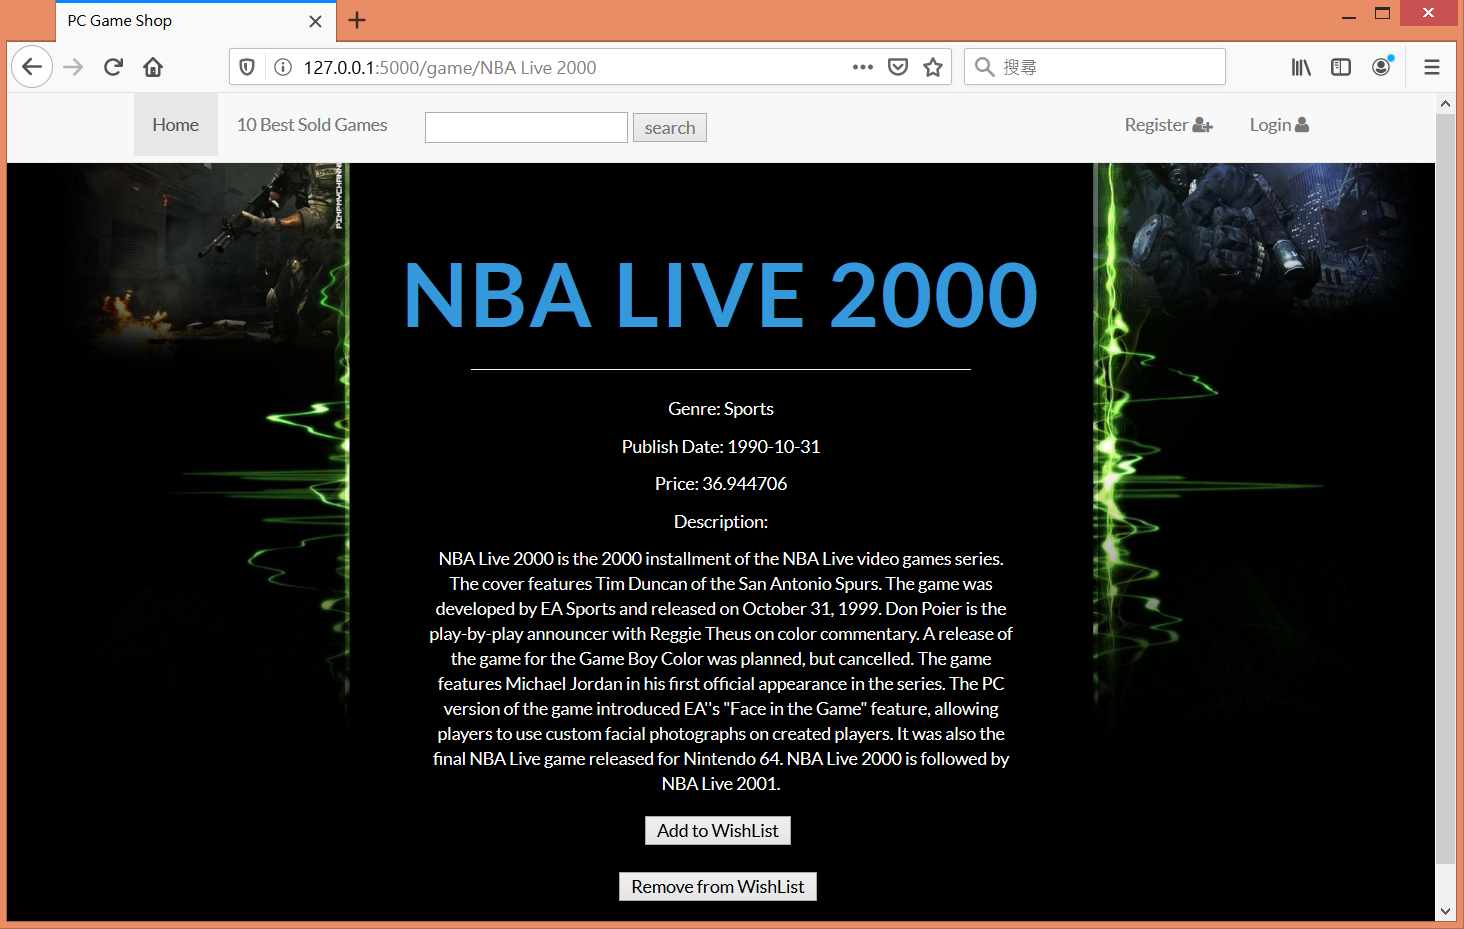 PC Game Shop
127.0.0.1:5000/game/NBA Live 2000
搜尋
Home
10 Best Sold Games
search
Register
Login
PIMPMYCHANN
NBA LIVE 2000
Genre: Sports
Publish Date: 1990-10-31
Price: 36.944706
Description:
NBA Live 2000 is the 2000 installment of the NBA Live video games series.
The cover features Tim Duncan of the San Antonio Spurs. The game was
developed by EA Sports and released on October 31, 1999. Don Poier is the
play-by-play announcer with Reggie Theus on color commentary. A release of
the game for the Game Boy Color was planned, but cancelled. The game
features Michael Jordan in his first official appearance in the series. The PC
version of the game introduced EA''s "Face in the Game" feature, allowing
players to use custom facial photographs on created players. It was also the
final NBA Live game released for Nintendo 64. NBA Live 2000 is followed by
NBA Live 2001.
Add to WishList
Remove from WishList